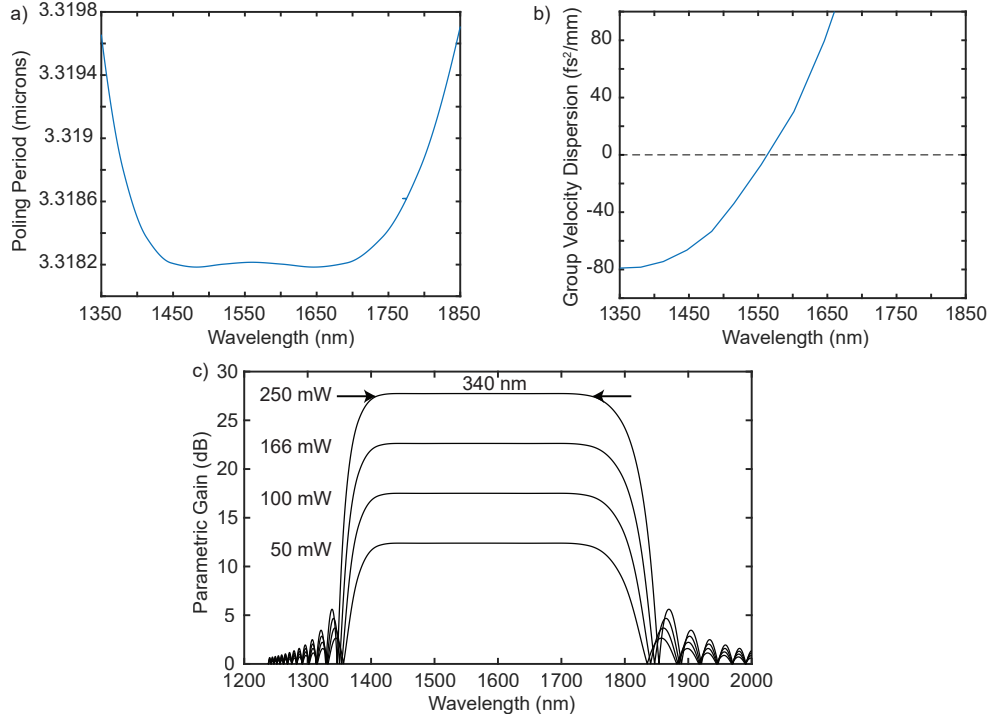 a)
3.3198
3.3194
3.319
3.3186
3.3182
Poling Period (microns)
1350
1450
1550
1650
1750
1850
Wavelength (nm)
b)
80
40
0
-40
-80
Group Velocity Dispersion (fs²/mm)
1350
1450
1550
1650
1750
1850
Wavelength (nm)
c)
30
25
20
15
10
5
0
Parametric Gain (dB)
250 mW
340 nm
166 mW
100 mW
50 mW
1200
1300
1400
1500
1600
1700
1800
1900
2000
Wavelength (nm)